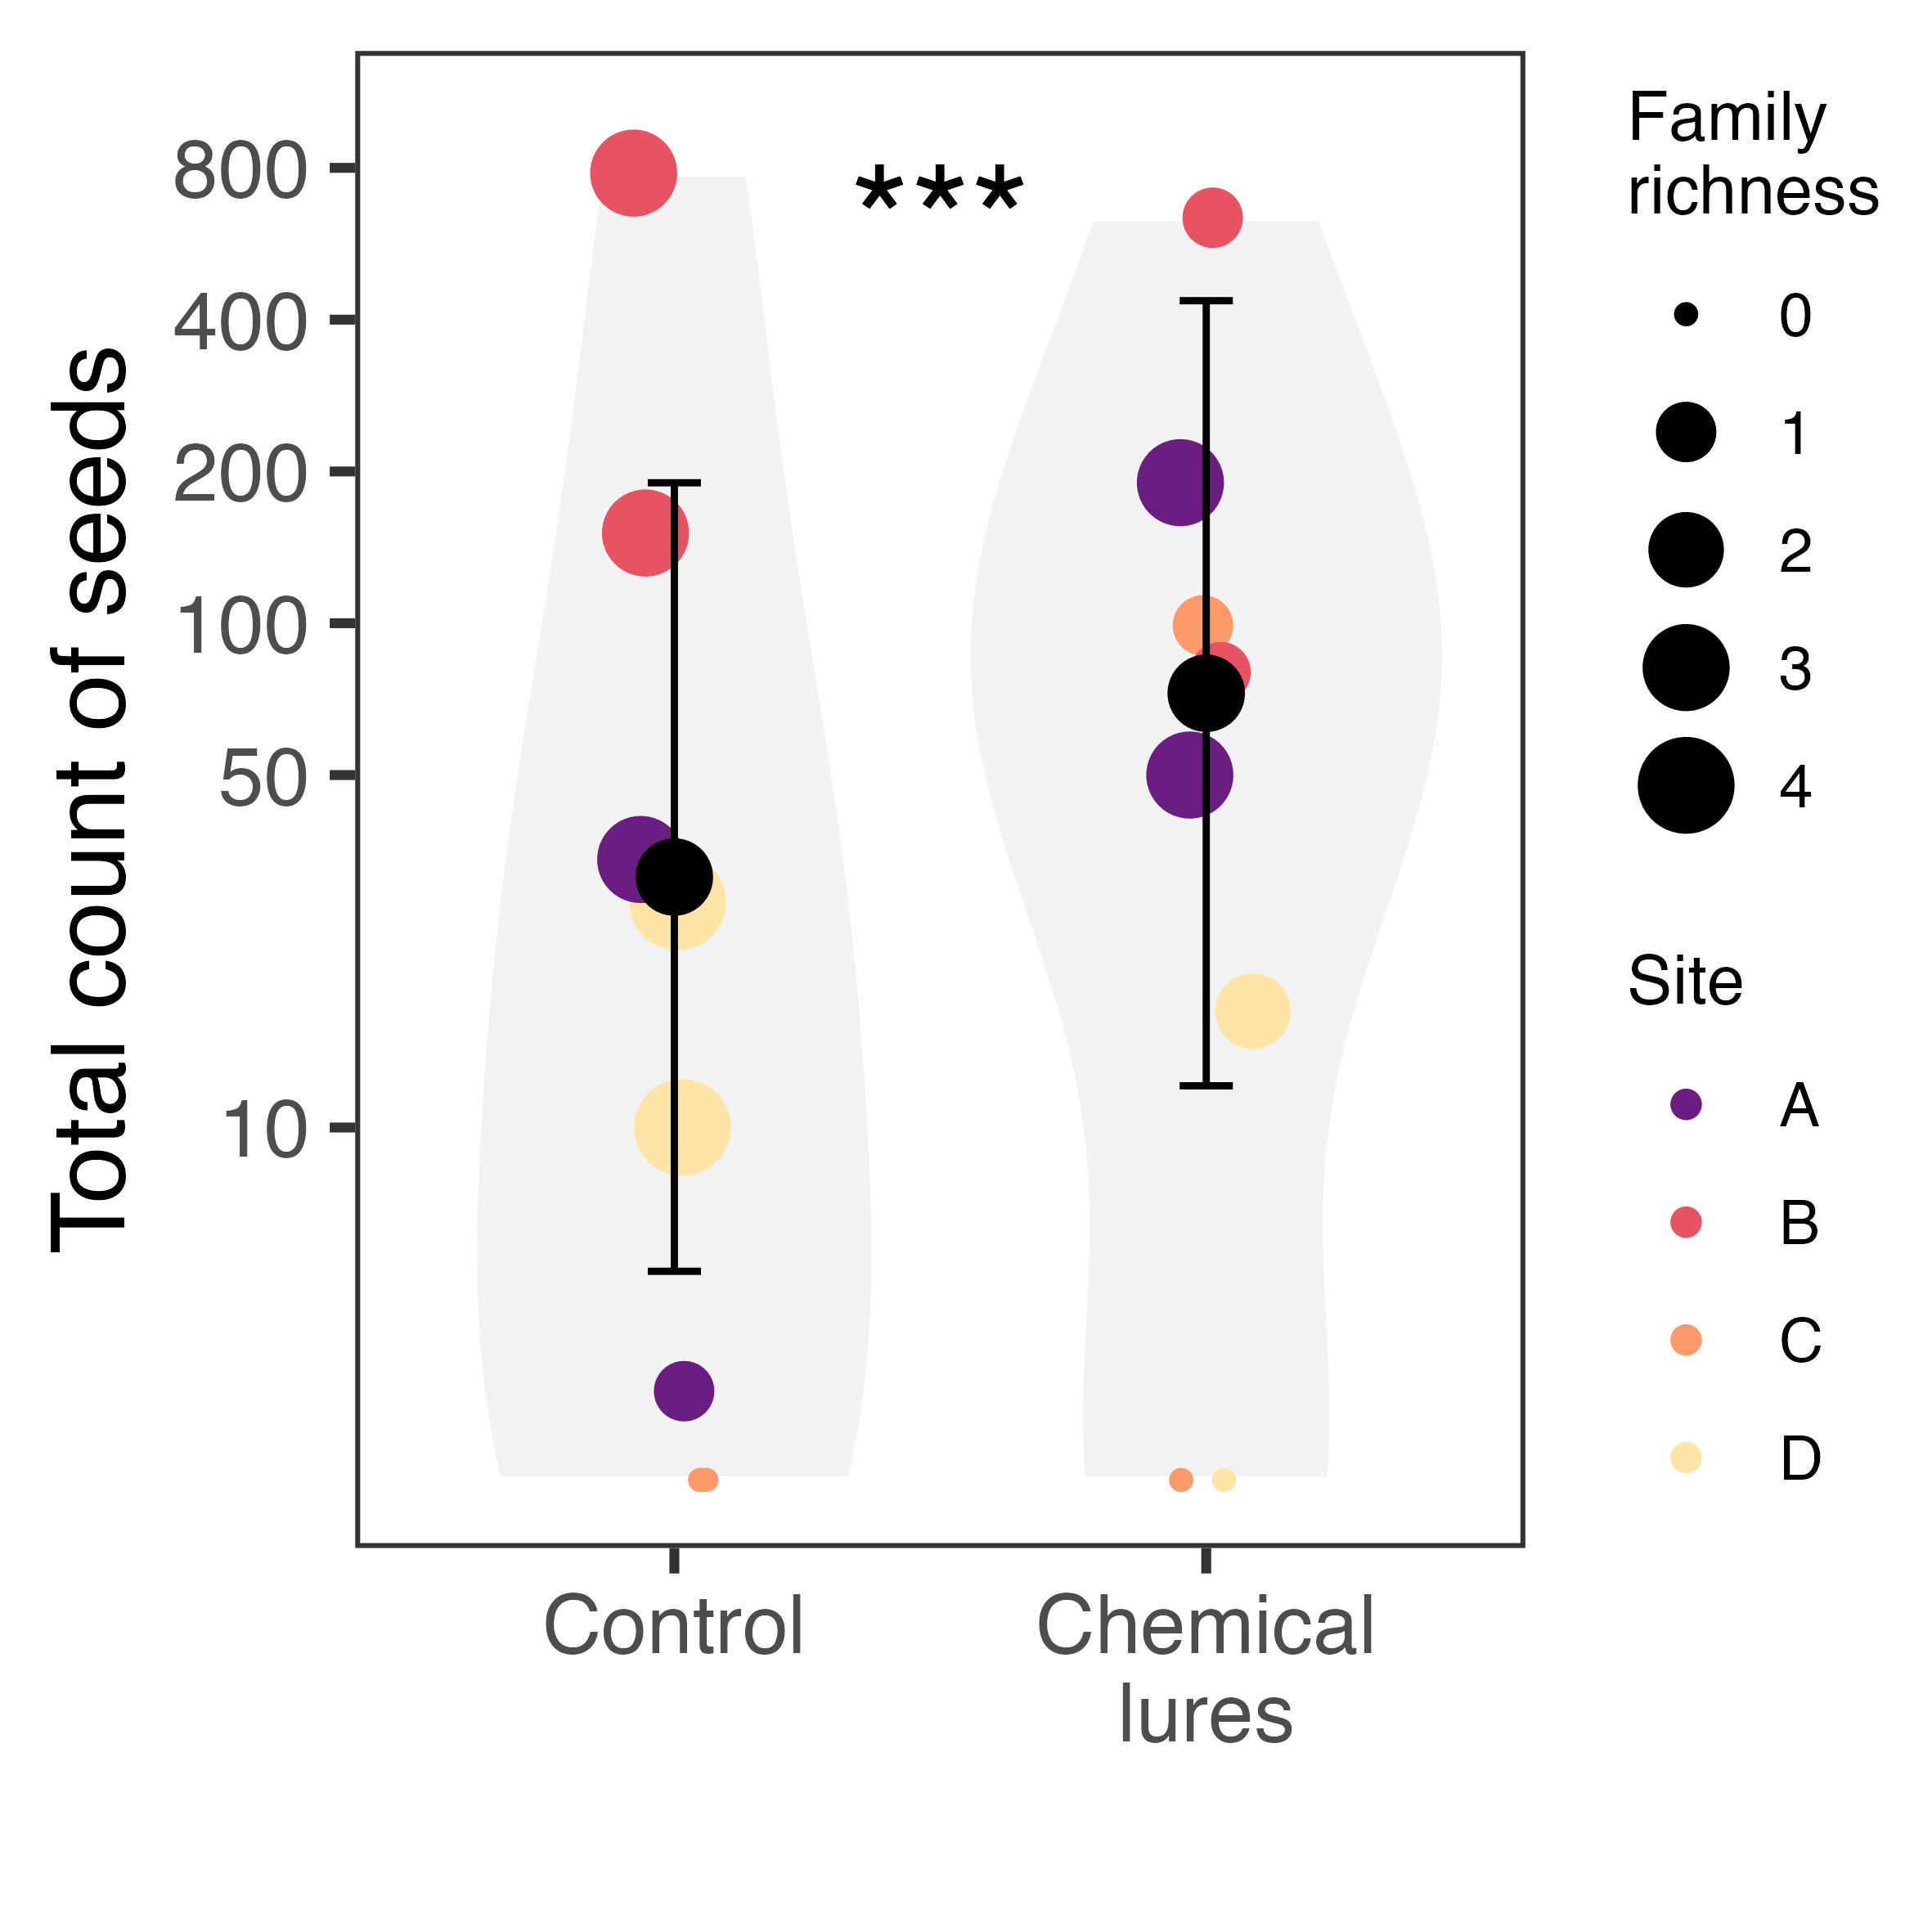 Total count of seeds
800
400
200
100
50
10
***
Control
Chemical
lures
Family
richness
0
1
2
3
4
Site
A
B
C
D